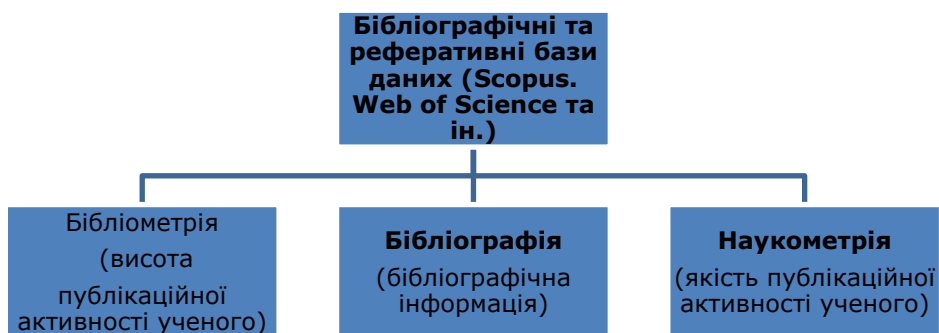 Бібліографічні та
реферативні бази
даних (Scopus.
Web of Science та
ін.)
Бібліометрія
(висота
публікаційної
активності ученого)
Бібліографія
(бібліографічна
інформація)
Наукометрія
(якість публікаційної
активності ученого)